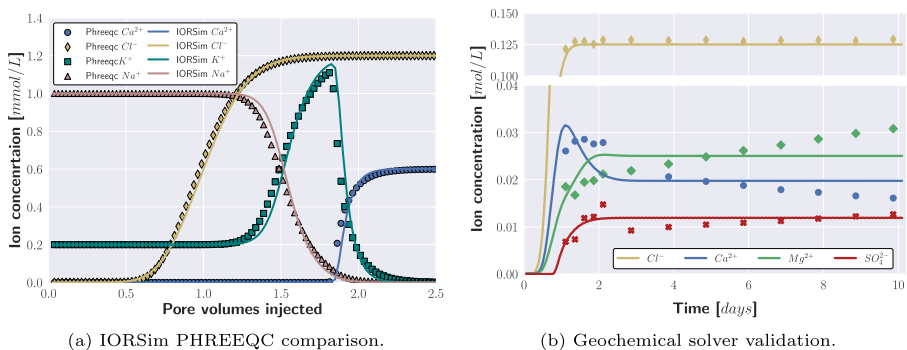 1.4
1.2
1.0
0.8
0.6
0.4
0.2
0.0
Ion concertaion [mmol/L]
Phreeqc Ca²⁺
Phreeqc Cl⁻
PhreeqcK⁺
Phreeqc Na⁺
IORSim Ca²⁺
IORSim Cl⁻
IORSim K⁺
IORSim Na⁺
0.0 0.5 1.0 1.5 2.0 2.5
Pore volumes injected
(a) IORSim PHREEQC comparison.
0.150
0.125
0.100
0.04
0.03
0.02
0.01
0.00
Ion concentration [mol/L]
Cl⁻ Ca²⁺ Mg²⁺ SO₄²⁻
0 2 4 6 8 10
Time [days]
(b) Geochemical solver validation.